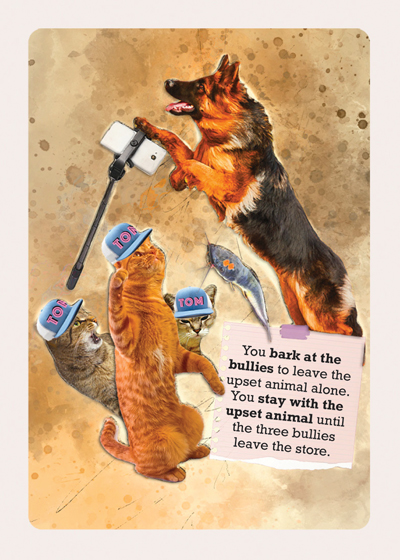 TOM
TOM
TOM
You bark at the
bullies to leave the
upset animal alone.
You stay with the
upset animal until
the three bullies
leave the store.